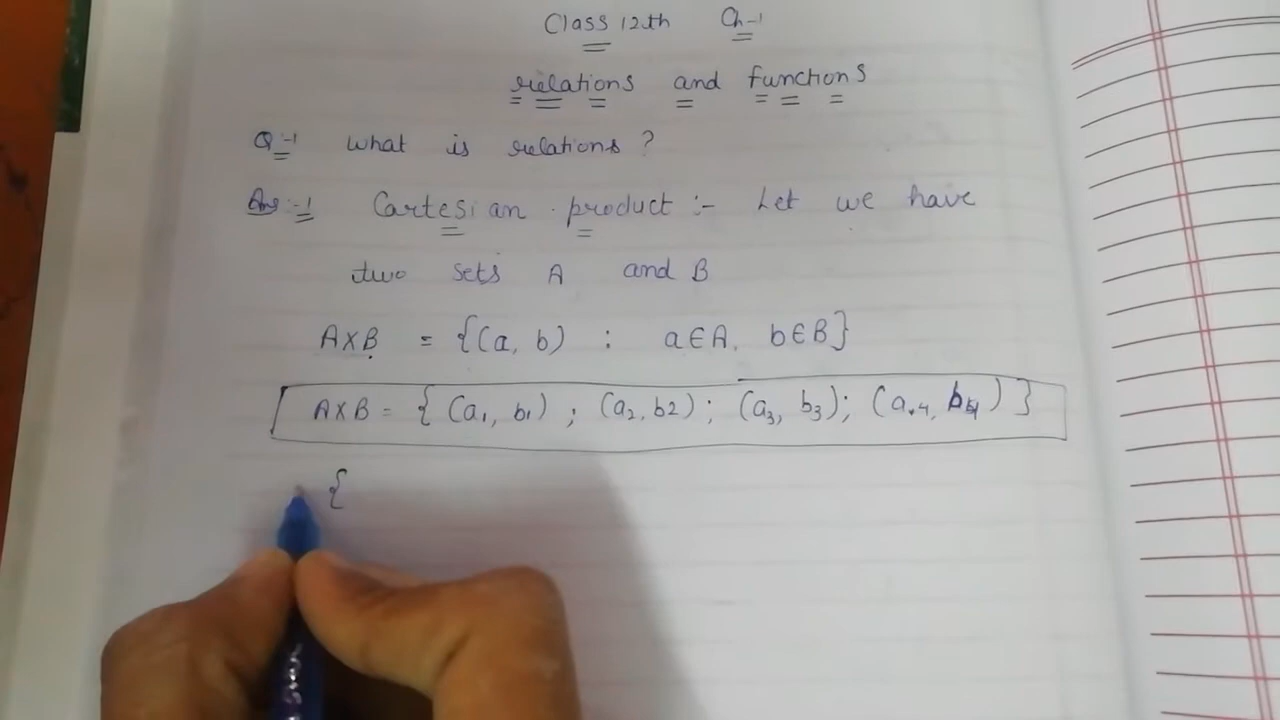 Class 12th Ch-1
relations and functions
Q-1 What is relations ?
Ans:-1 Cartesian product :- Let we have
two sets A and B
A×B = {(a, b) : a∈A, b∈B}
A×B = { (a₁, b₁) ; (a₂, b2) ; (a₃, b₃); (a₄, b₄) }
{